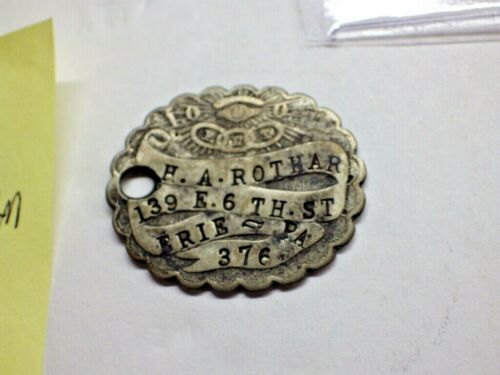 H. A. ROTHAR
139 E. 6 TH. ST
ERIE = PA
376